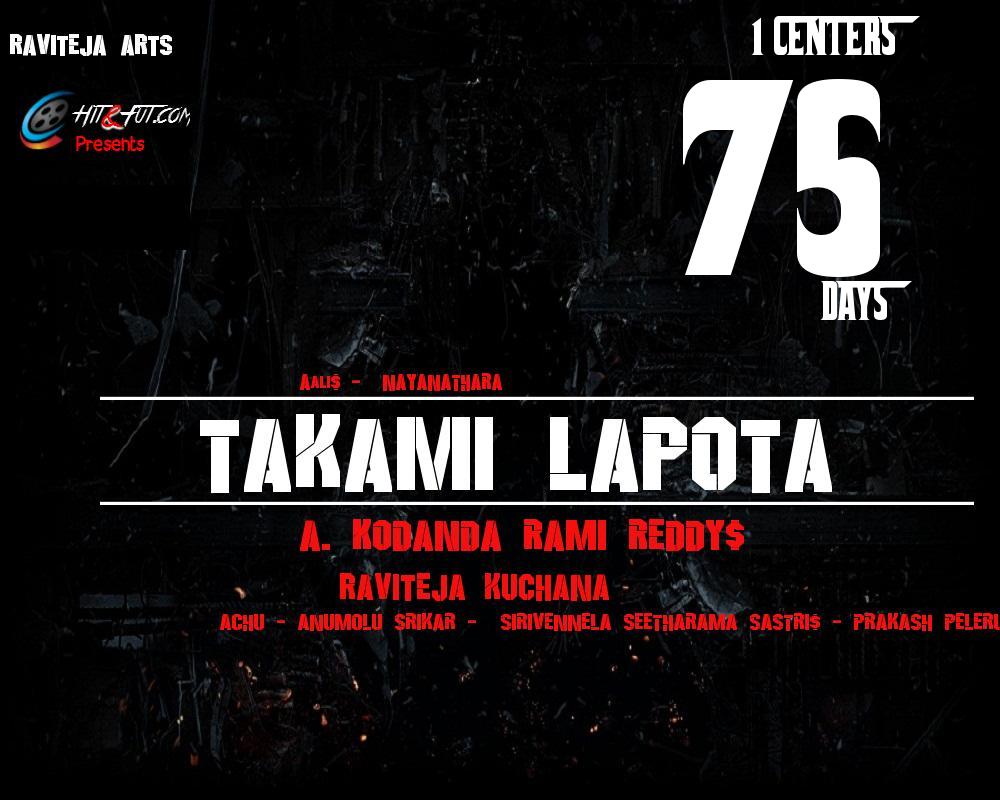 RAVITEJA ARTS
HIT&FUT.COM
Presents
1 CENTERS
75
DAYS
AALI$ - NAYANATHARA
TAKAMI LAPOTA
A. KODANDA RAMI REDDY$
RAVITEJA KUCHANA -
ACHU - ANUMOLU SRIKAR - SIRIVENNELA SEETHARAMA SASTRI$ - PRAKASH PELERU